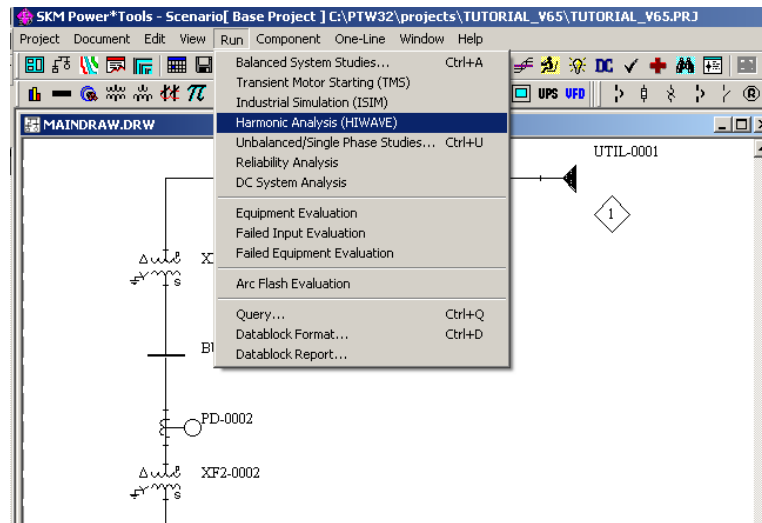 SKM Power*Tools - Scenario[ Base Project ] C:\PTW32\projects\TUTORIAL_V65\TUTORIAL_V65.PRJ
Project Document Edit View Run Component One-Line Window Help
DC
UPS VFD
Balanced System Studies... Ctrl+A
Transient Motor Starting (TMS)
Industrial Simulation (ISIM)
Harmonic Analysis (HIWAVE)
Unbalanced/Single Phase Studies... Ctrl+U
Reliability Analysis
DC System Analysis
Equipment Evaluation
Failed Input Evaluation
Failed Equipment Evaluation
Arc Flash Evaluation
Query... Ctrl+Q
Datablock Format... Ctrl+D
Datablock Report...
MAINDRAW.DRW
UTIL-0001
1
S
PD-0002
XF2-0002
S